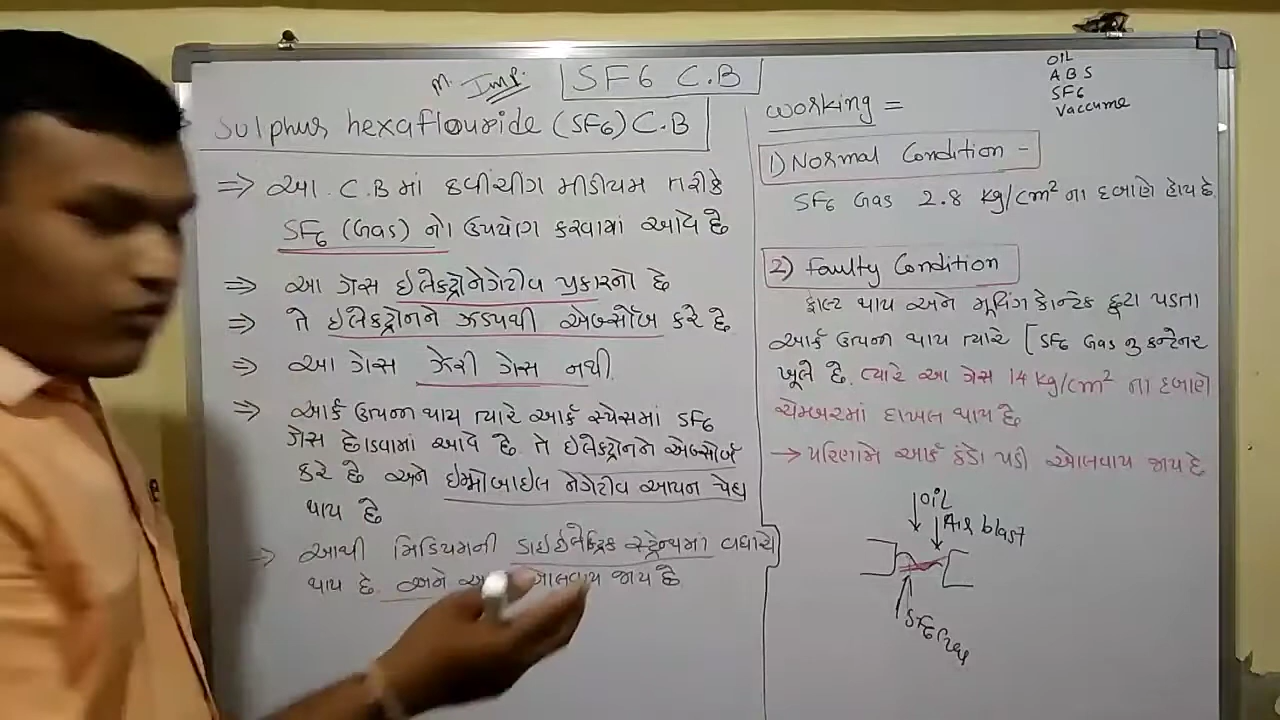 M. Imp. SF6 C.B
Sulphur hexaflouride (SF6) C.B
⇒ આ C.B માં કવીચીંગ મીડીયમ તરીકે
SF6 (Gas) નો ઉપયોગ કરવામાં આવે છે
⇒ આ ગેસ ઇલેક્ટ્રોનેગેટીવ પ્રકારનો છે
⇒ તે ઇલેક્ટ્રોનને ઝડપથી એબ્સોર્બ કરે છે
⇒ આ ગેસ ઝેરી ગેસ નથી.
⇒ આર્ક ઉત્પન્ન થાય ત્યારે આર્ક સ્પેસમાં SF6
ગેસ છોડવામાં આવે છે. તે ઇલેક્ટ્રોનને એબ્સોર્બ
કરે છે અને ઇમ્મોબાઇલ નેગેટીવ આયન પેદા
થાય છે
⇒ આથી મિડિયમની ડાઇઇલેક્ટ્રિક સ્ટ્રેન્થમાં વધારો
થાય છે. અને ઓલવાય જાય છે
OIL
ABS
SF6
Vaccume
Working =
1) Normal Condition -
SF6 Gas 2.8 kg/cm² ના દબાણે હોય છે
2) Faulty Condition
ફોલ્ટ થાય અને મૂવિંગ કોન્ટેક છુટા પડતા
આર્ક ઉત્પન્ન થાય ત્યારે [SF6 Gas નુ કન્ટેનર
ખૂલે છે. ત્યારે આ ગેસ 14 kg/cm² ના દબાણે
ચેમ્બરમાં દાખલ થાય છે
→ પરિણામે આર્ક ઠંડો પડી ઓલવાય જાય છે
OIL
Air blast
SF6